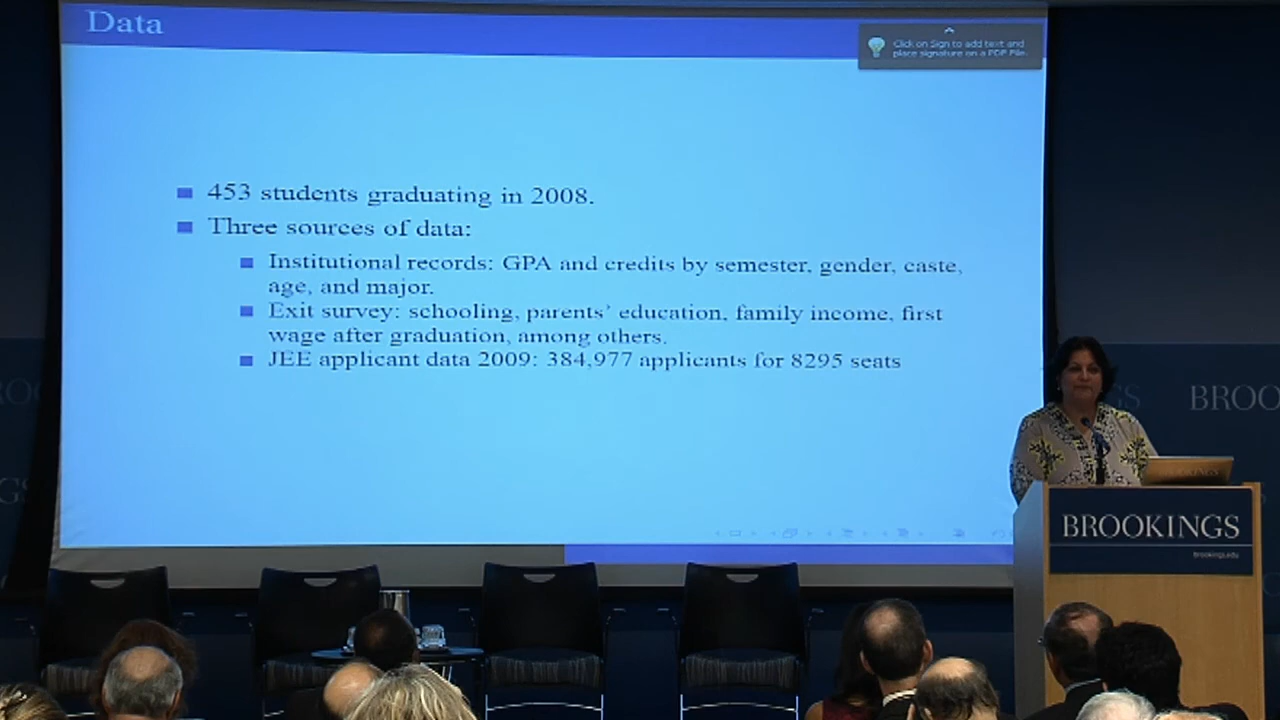 Data
Click on Sign to add text and
place signature on a PDF File.
453 students graduating in 2008.
Three sources of data:
Institutional records: GPA and credits by semester, gender, caste,
age, and major.
Exit survey: schooling, parents' education, family income, first
wage after graduation, among others.
JEE applicant data 2009: 384,977 applicants for 8295 seats
GS
BROO
GS
BROOKINGS
brookings.edu